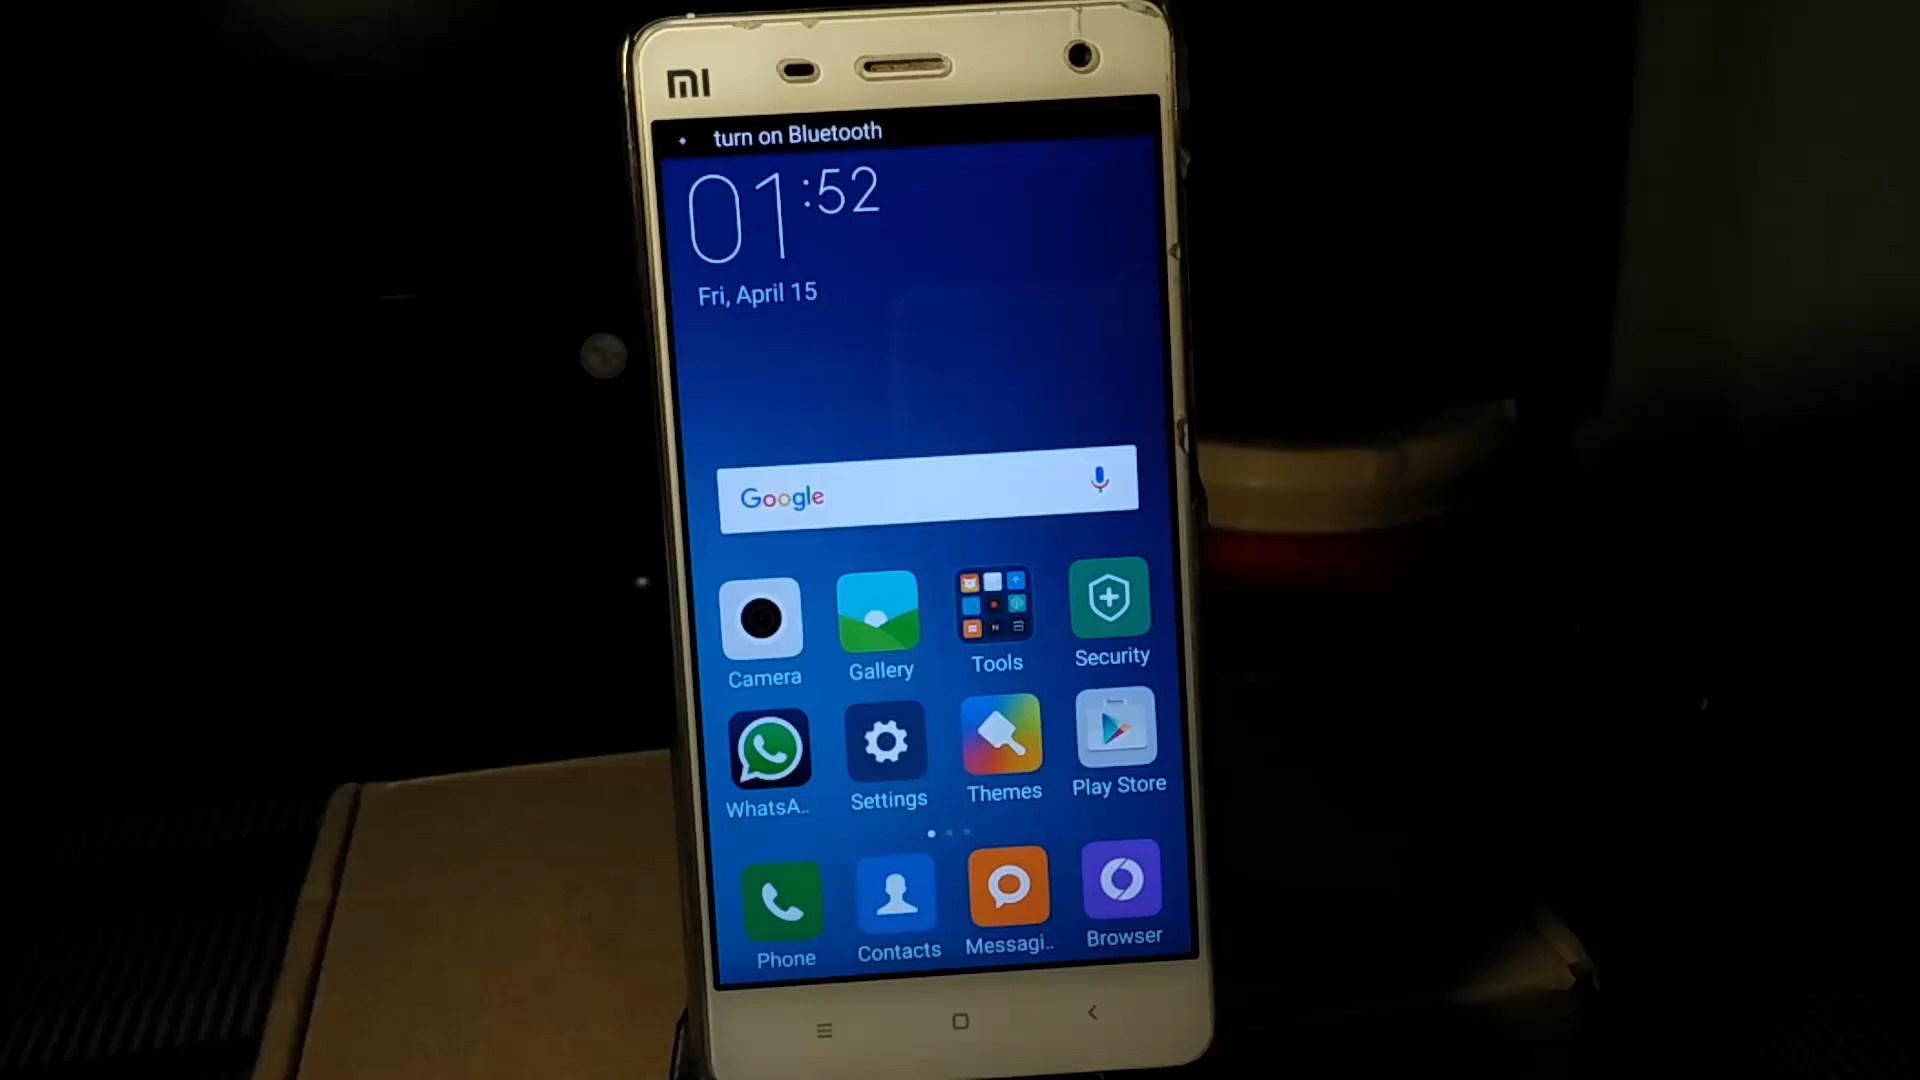 mi
turn on Bluetooth
01:52
Fri, April 15
Google
Camera
Gallery
Tools
Security
WhatsA..
Settings
Themes
Play Store
Phone
Contacts
Messagi..
Browser